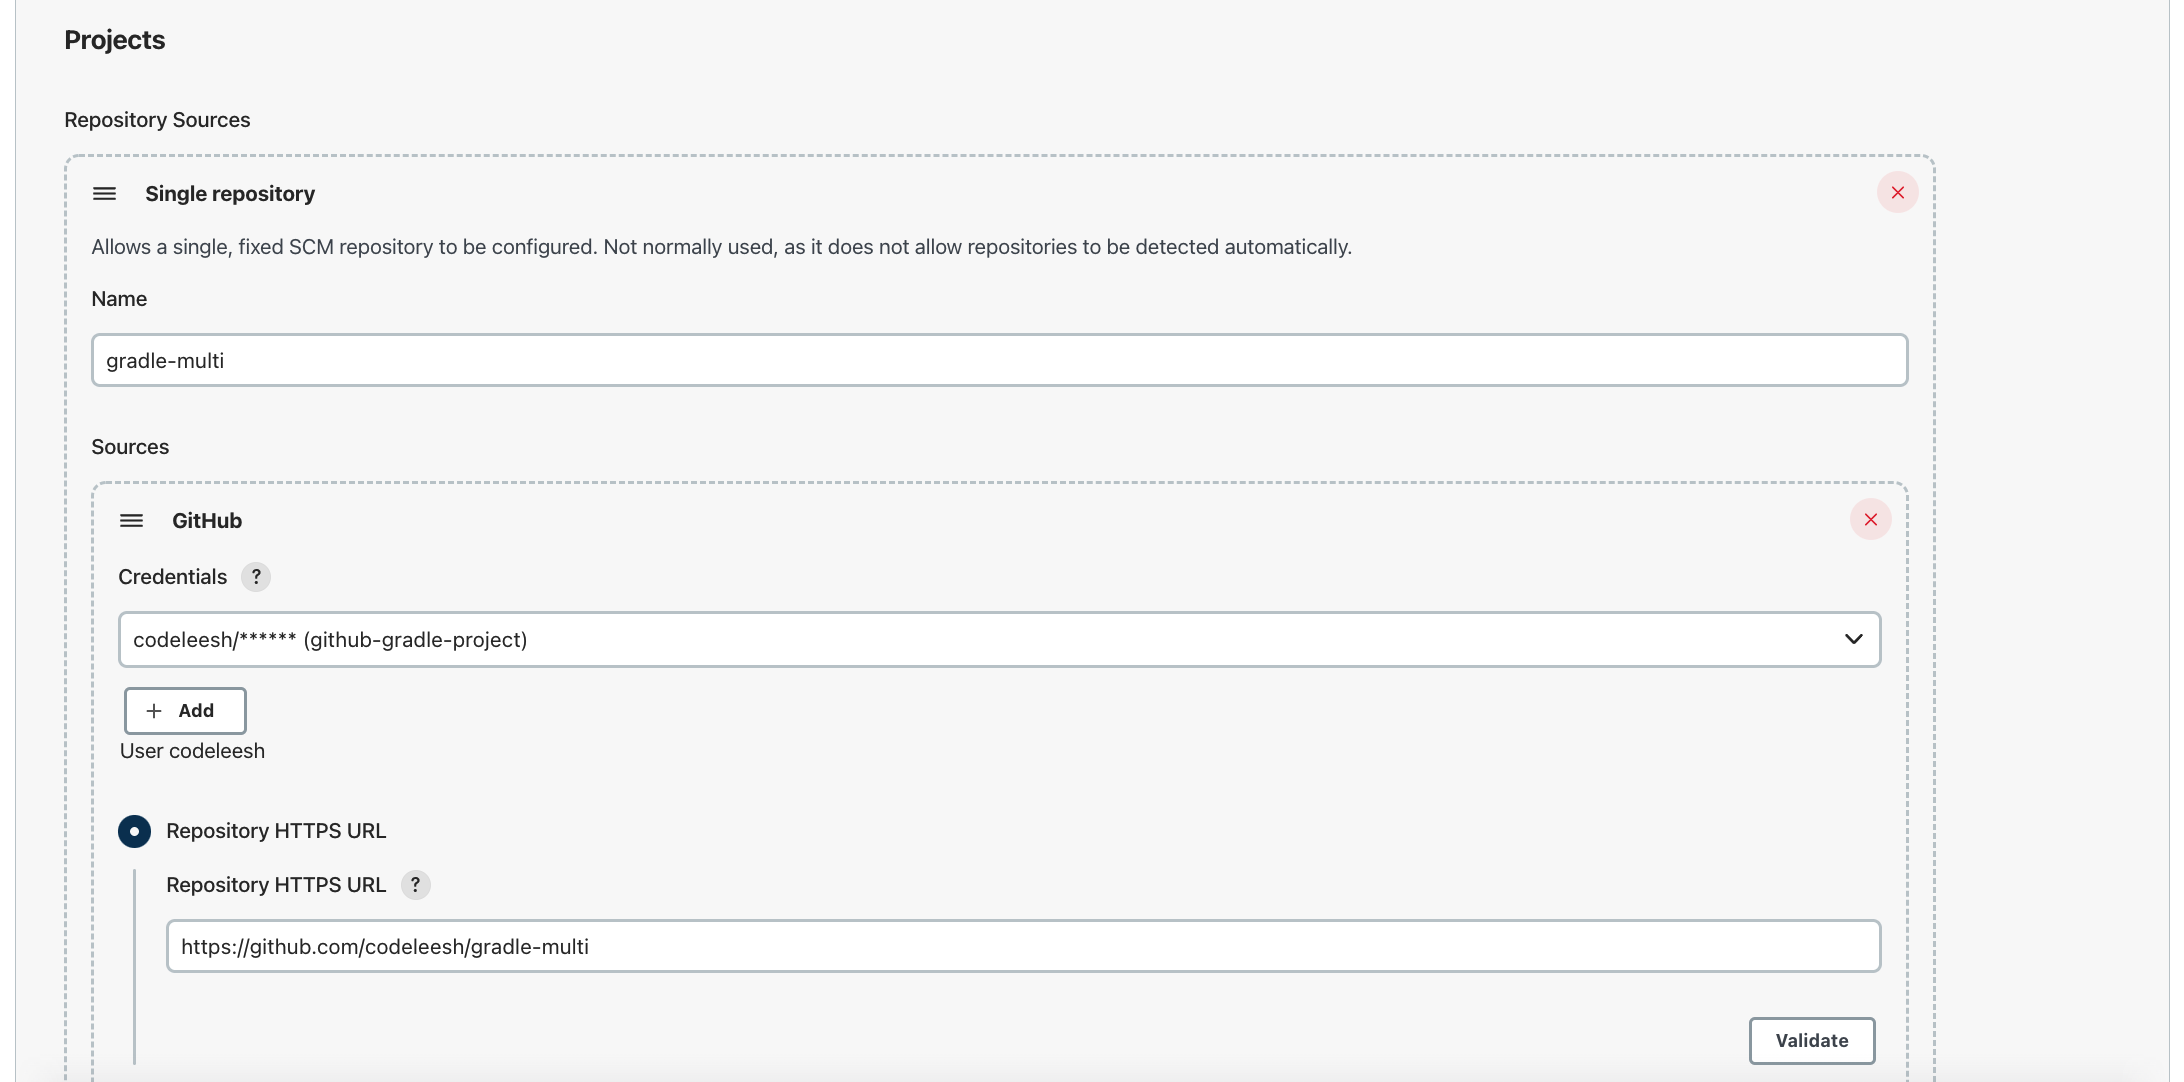 Projects
Repository Sources
Single repository
Allows a single, fixed SCM repository to be configured. Not normally used, as it does not allow repositories to be detected automatically.
Name
gradle-multi
Sources
GitHub
Credentials ?
codeleesh/****** (github-gradle-project)
+ Add
User codeleesh
Repository HTTPS URL
Repository HTTPS URL ?
https://github.com/codeleesh/gradle-multi
Validate